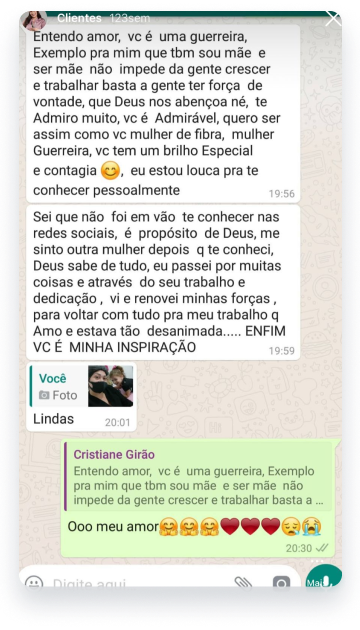 Clientes 123sem
Entendo amor, vc é uma guerreira,
Exemplo pra mim que tbm sou mãe e
ser mãe não impede da gente crescer
e trabalhar basta a gente ter força de
vontade, que Deus nos abençoa né, te
Admiro muito, vc é Admirável, quero ser
assim como vc mulher de fibra, mulher
Guerreira, vc tem um brilho Especial
e contagia 😊, eu estou louca pra te
conhecer pessoalmente
19:56
Sei que não foi em vão te conhecer nas
redes sociais, é propósito de Deus, me
sinto outra mulher depois q te conheci,
Deus sabe de tudo, eu passei por muitas
coisas e através do seu trabalho e
dedicação , vi e renovei minhas forças ,
para voltar com tudo pra meu trabalho q
Amo e estava tão desanimada..... ENFIM
VC É MINHA INSPIRAÇÃO
19:59
Você
Foto
Lindas
20:01
Cristiane Girão
Entendo amor, vc é uma guerreira, Exemplo
pra mim que tbm sou mãe e ser mãe não
impede da gente crescer e trabalhar basta a ...
Ooo meu amor🤗🤗🤗❤️❤️❤️😪😭
20:30
Digite aqui
Mai